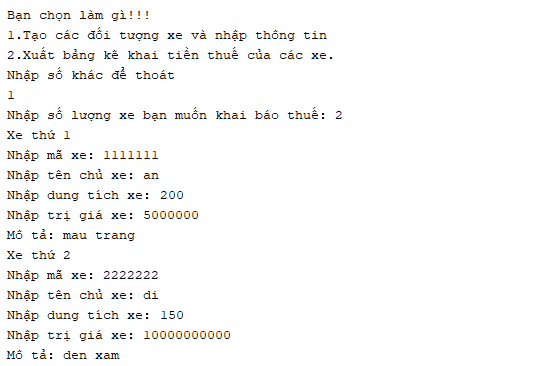 Bạn chọn làm gì!!!
1.Tạo các đối tượng xe và nhập thông tin
2.Xuất bảng kê khai tiền thuế của các xe.
Nhập số khác để thoát
1
Nhập số lượng xe bạn muốn khai báo thuế: 2
Xe thứ 1
Nhập mã xe: 1111111
Nhập tên chủ xe: an
Nhập dung tích xe: 200
Nhập trị giá xe: 5000000
Mô tả: mau trang
Xe thứ 2
Nhập mã xe: 2222222
Nhập tên chủ xe: di
Nhập dung tích xe: 150
Nhập trị giá xe: 10000000000
Mô tả: den xam